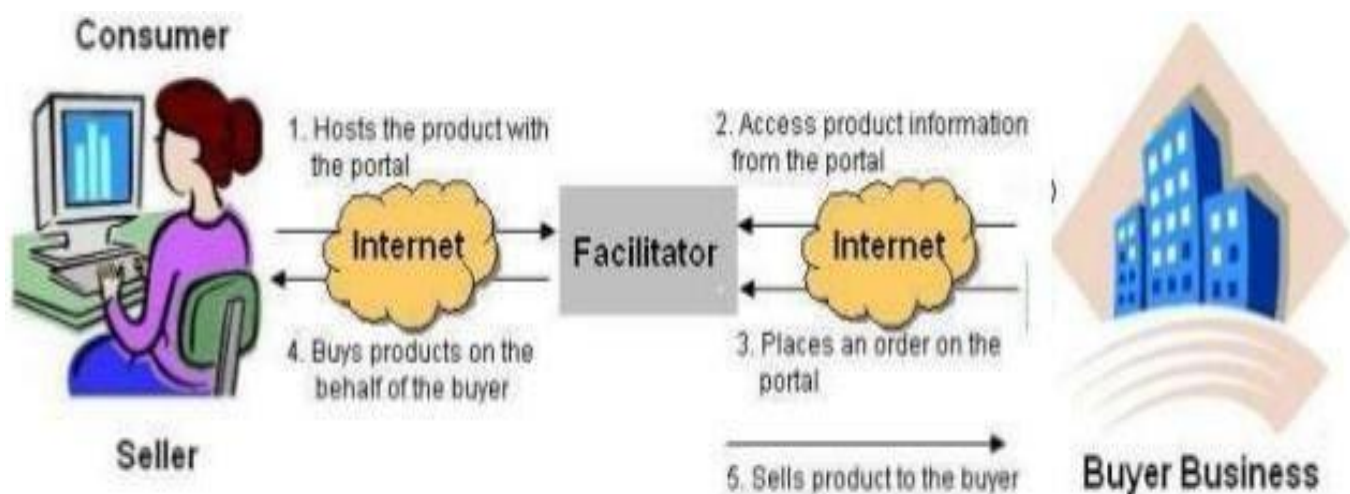 Consumer
1. Hosts the product with
the portal
2. Access product information
from the portal
Internet
Facilitator
Internet
4. Buys products on the
behalf of the buyer
3. Places an order on the
portal
Seller
5. Sells product to the buyer
Buyer Business